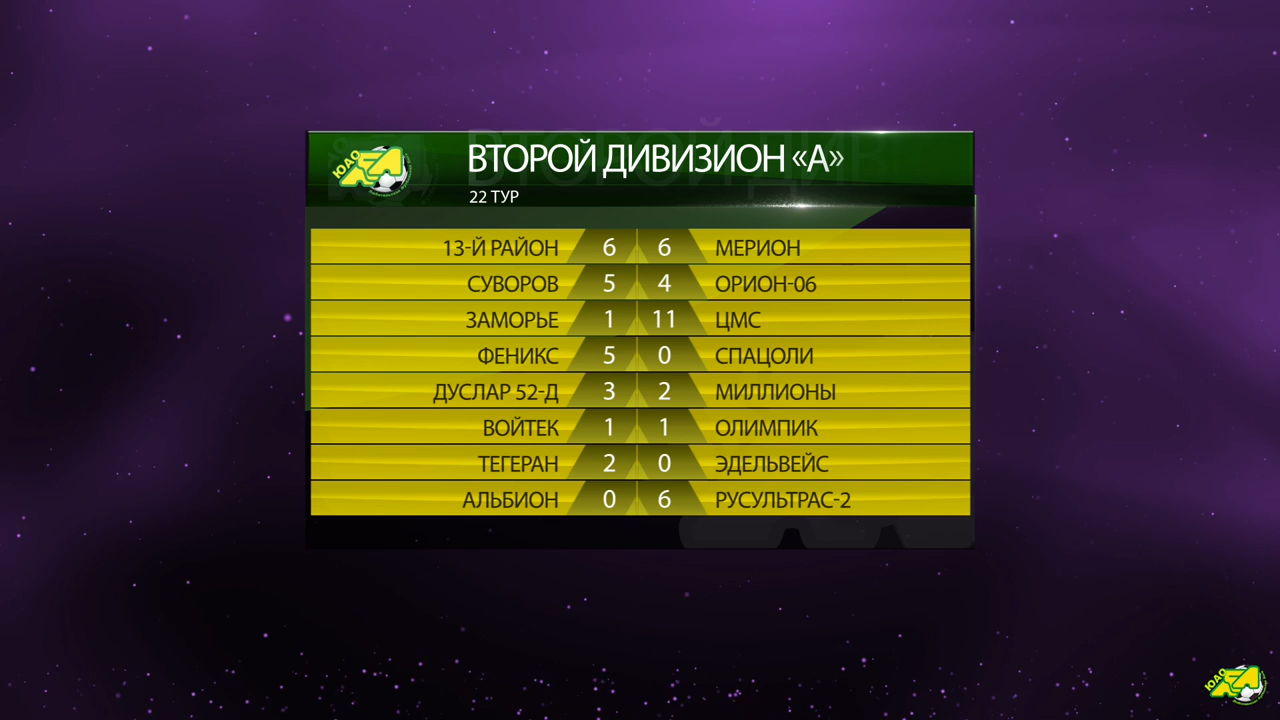 ВТОРОЙ ДИВИЗИОН «А»
ЮАО
22 ТУР
13-Й РАЙОН 6 6 МЕРИОН
СУВОРОВ 5 4 ОРИОН-06
ЗАМОРЬЕ 1 11 ЦМС
ФЕНИКС 5 0 СПАЦОЛИ
ДУСЛАР 52-Д 3 2 МИЛЛИОНЫ
ВОЙТЕК 1 1 ОЛИМПИК
ТЕГЕРАН 2 0 ЭДЕЛЬВЕЙС
АЛЬБИОН 0 6 РУСУЛЬТРАС-2
ЮАО